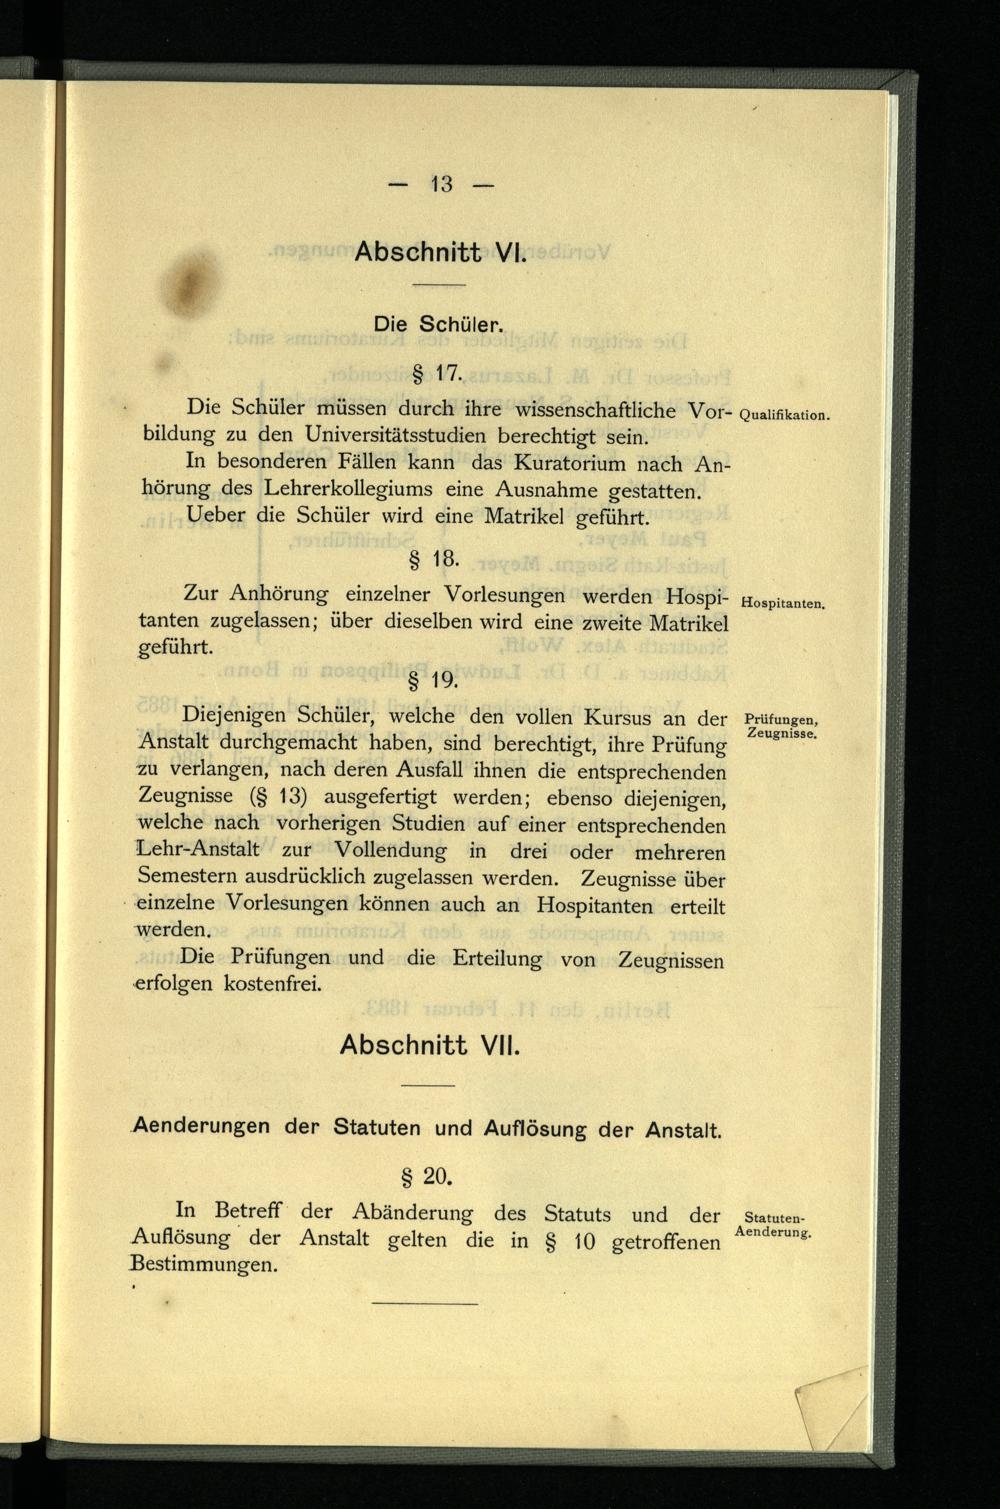 — 13 —
Abschnitt VI.
Die Schüler.
§ 17.
Die Schüler müssen durch ihre wissenschaftliche Vor- Qualifikation.
bildung zu den Universitätsstudien berechtigt sein.
In besonderen Fällen kann das Kuratorium nach An-
hörung des Lehrerkollegiums eine Ausnahme gestatten.
Ueber die Schüler wird eine Matrikel geführt.
§ 18.
Zur Anhörung einzelner Vorlesungen werden Hospi- Hospitanten.
tanten zugelassen; über dieselben wird eine zweite Matrikel
geführt.
§ 19.
Diejenigen Schüler, welche den vollen Kursus an der Prüfungen,
Anstalt durchgemacht haben, sind berechtigt, ihre Prüfung Zeugnisse.
zu verlangen, nach deren Ausfall ihnen die entsprechenden
Zeugnisse (§ 13) ausgefertigt werden; ebenso diejenigen,
welche nach vorherigen Studien auf einer entsprechenden
Lehr-Anstalt zur Vollendung in drei oder mehreren
Semestern ausdrücklich zugelassen werden. Zeugnisse über
einzelne Vorlesungen können auch an Hospitanten erteilt
werden.
Die Prüfungen und die Erteilung von Zeugnissen
erfolgen kostenfrei.
Abschnitt VII.
Aenderungen der Statuten und Auflösung der Anstalt.
§ 20.
In Betreff der Abänderung des Statuts und der Statuten-
Auflösung der Anstalt gelten die in § 10 getroffenen Aenderung.
Bestimmungen.